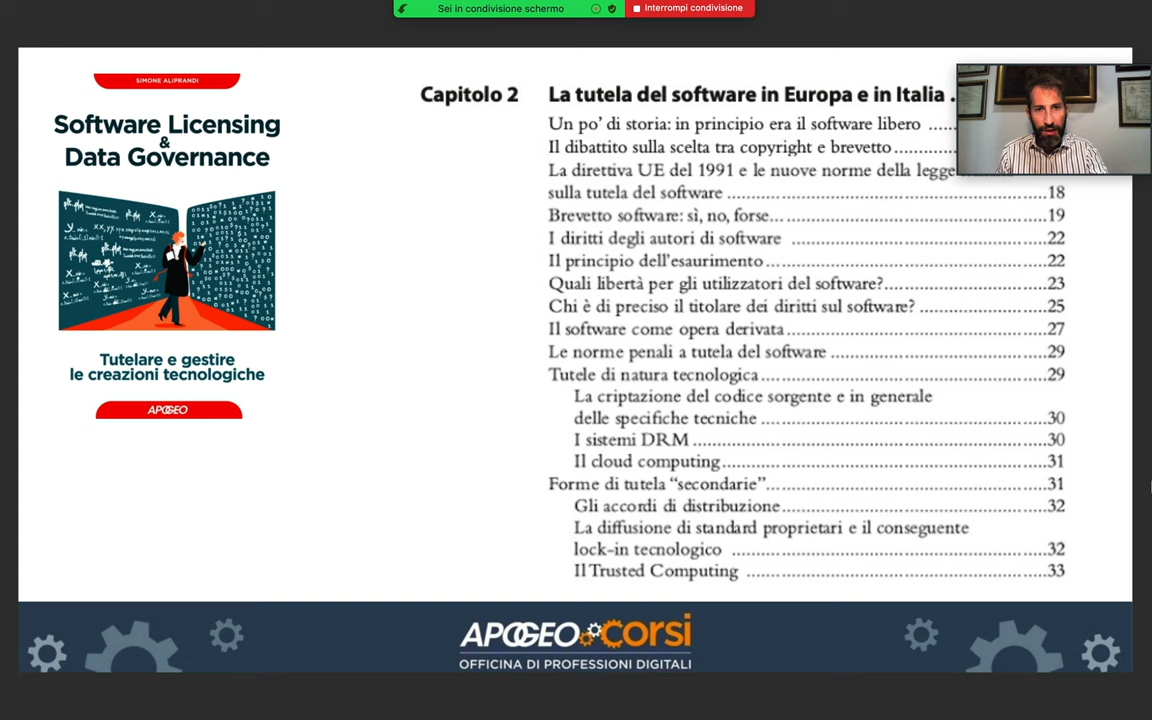 Sei in condivisione schermo
Interrompi condivisione
SIMONE ALIPRANDI
Software Licensing
&
Data Governance
Tutelare e gestire
le creazioni tecnologiche
APOGEO
Capitolo 2 La tutela del software in Europa e in Italia .
Un po' di storia: in principio era il software libero .....
Il dibattito sulla scelta tra copyright e brevetto...........
La direttiva UE del 1991 e le nuove norme della legge
sulla tutela del software ........................................................18
Brevetto software: sì, no, forse.................................................19
I diritti degli autori di software ..............................................22
Il principio dell'esaurimento..................................................22
Quali libertà per gli utilizzatori del software?.............................23
Chi è di preciso il titolare dei diritti sul software? .......................25
Il software come opera derivata..............................................27
Le norme penali a tutela del software .......................................29
Tutele di natura tecnologica...................................................29
La criptazione del codice sorgente e in generale
delle specifiche tecniche ...................................................30
I sistemi DRM ...............................................................30
Il cloud computing..........................................................31
Forme di tutela “secondarie”..................................................31
Gli accordi di distribuzione................................................32
La diffusione di standard proprietari e il conseguente
lock-in tecnologico ........................................................32
Il Trusted Computing ......................................................33
APOGEO CORSI
OFFICINA DI PROFESSIONI DIGITALI